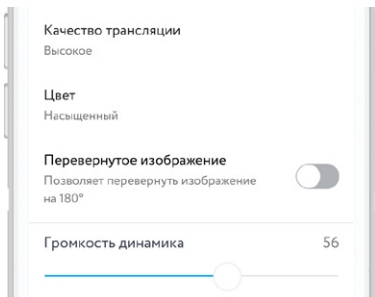 Качество трансляции
Высокое
Цвет
Насыщенный
Перевернутое изображение
Позволяет перевернуть изображение
на 180°
Громкость динамика 56